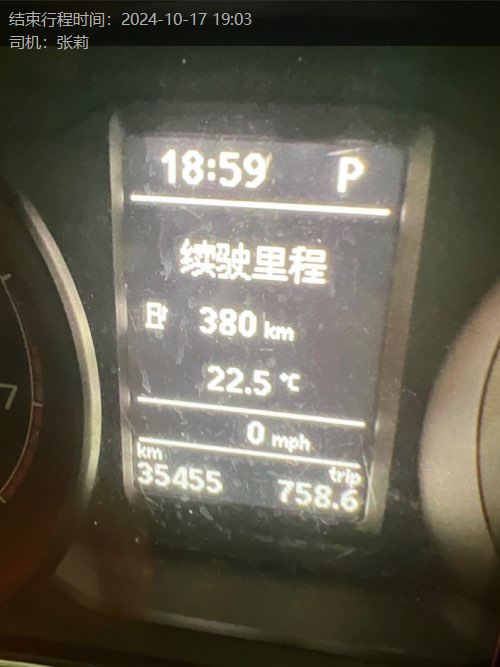 结束行程时间：2024-10-17 19:03
司机：张莉
18:59 P
续驶里程
380 km
22.5 °C
0 mph
km trip
35455 758.6
7